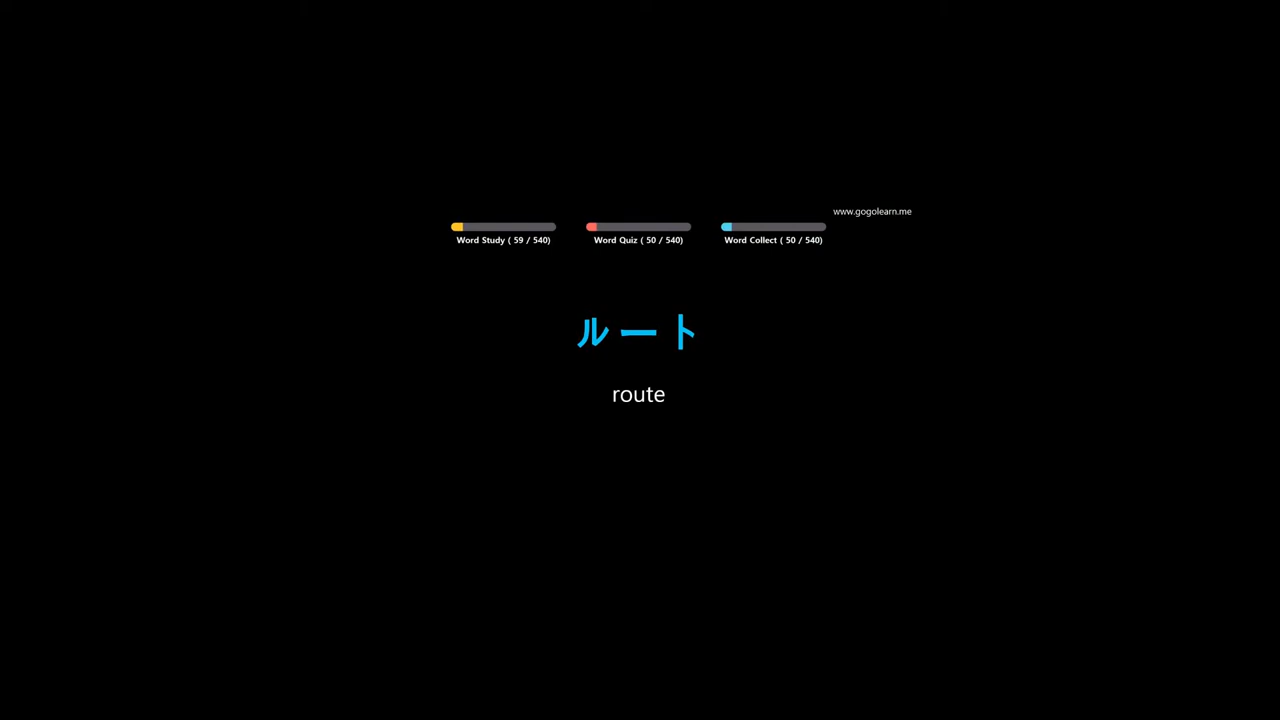 www.gogolearn.me
Word Study ( 59 / 540)
Word Quiz ( 50 / 540)
Word Collect ( 50 / 540)
ルート
route